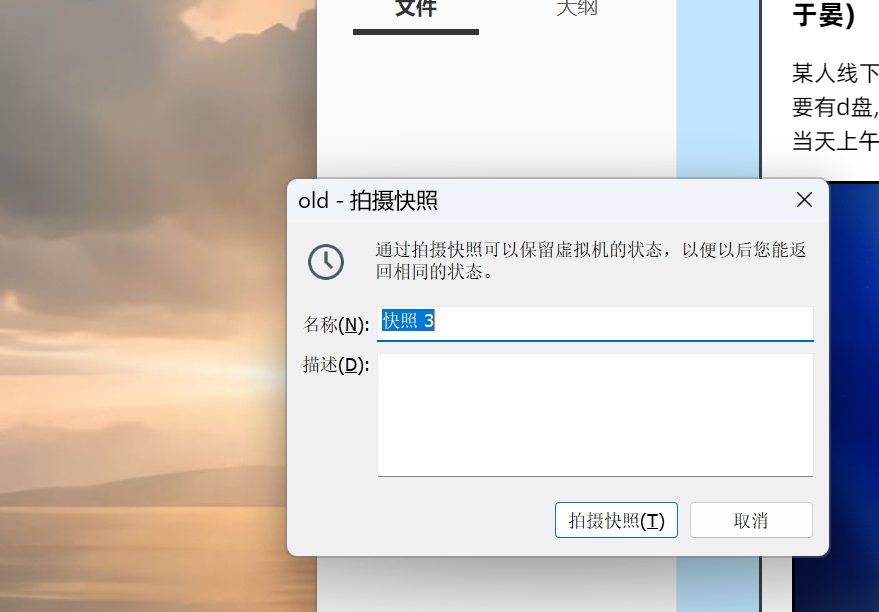 文件
大纲
于晏)
某人线下
要有d盘,
当天上午
old - 拍摄快照
通过拍摄快照可以保留虚拟机的状态，以便以后您能返
回相同的状态。
名称(N):
快照 3
描述(D):
拍摄快照(T)
取消